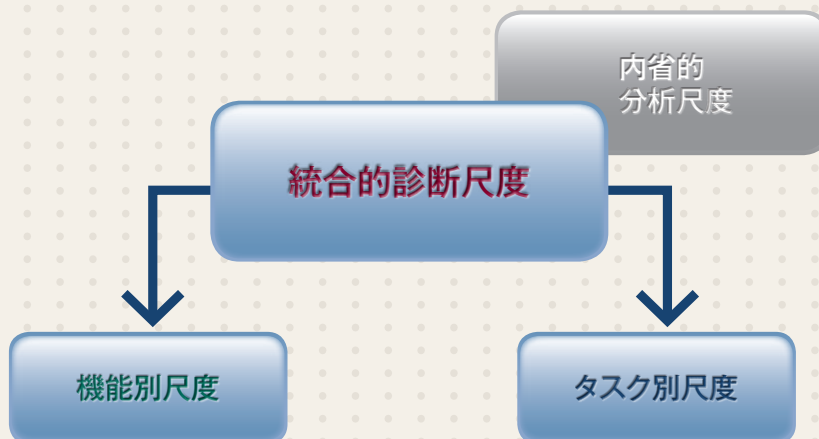 内省的
分析尺度
統合的診断尺度
機能別尺度
タスク別尺度